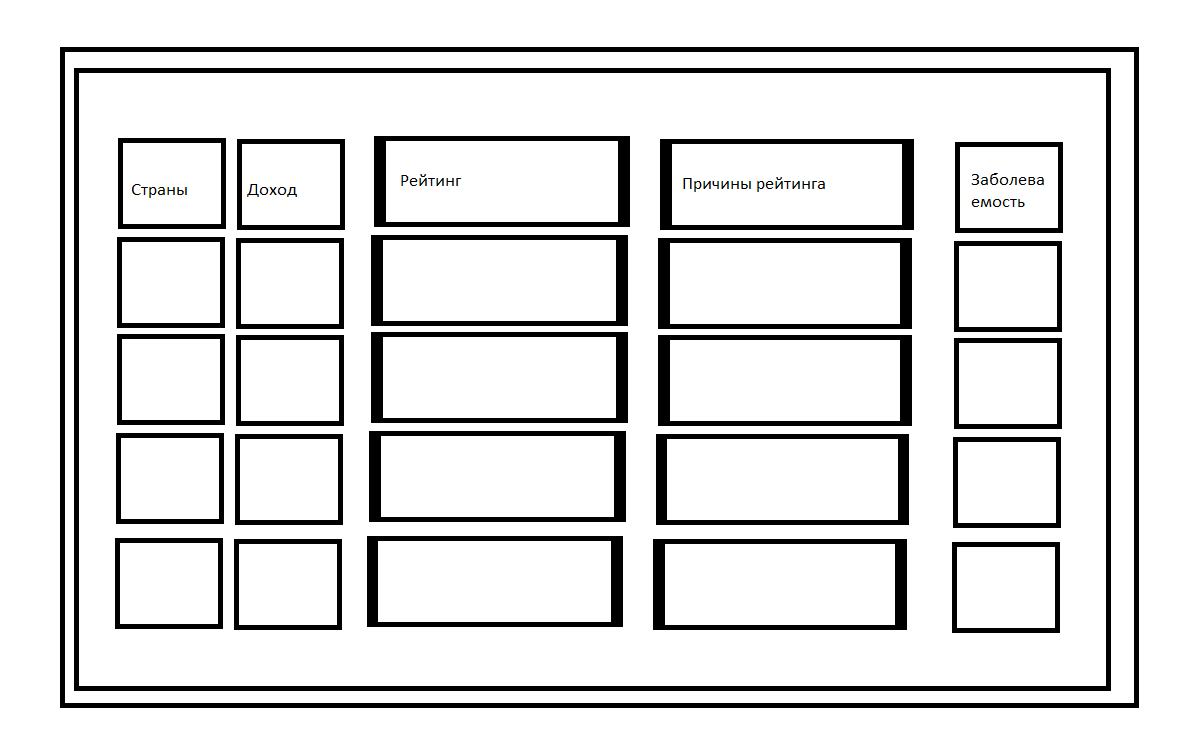 Страны
Доход
Рейтинг
Причины рейтинга
Заболева
емость